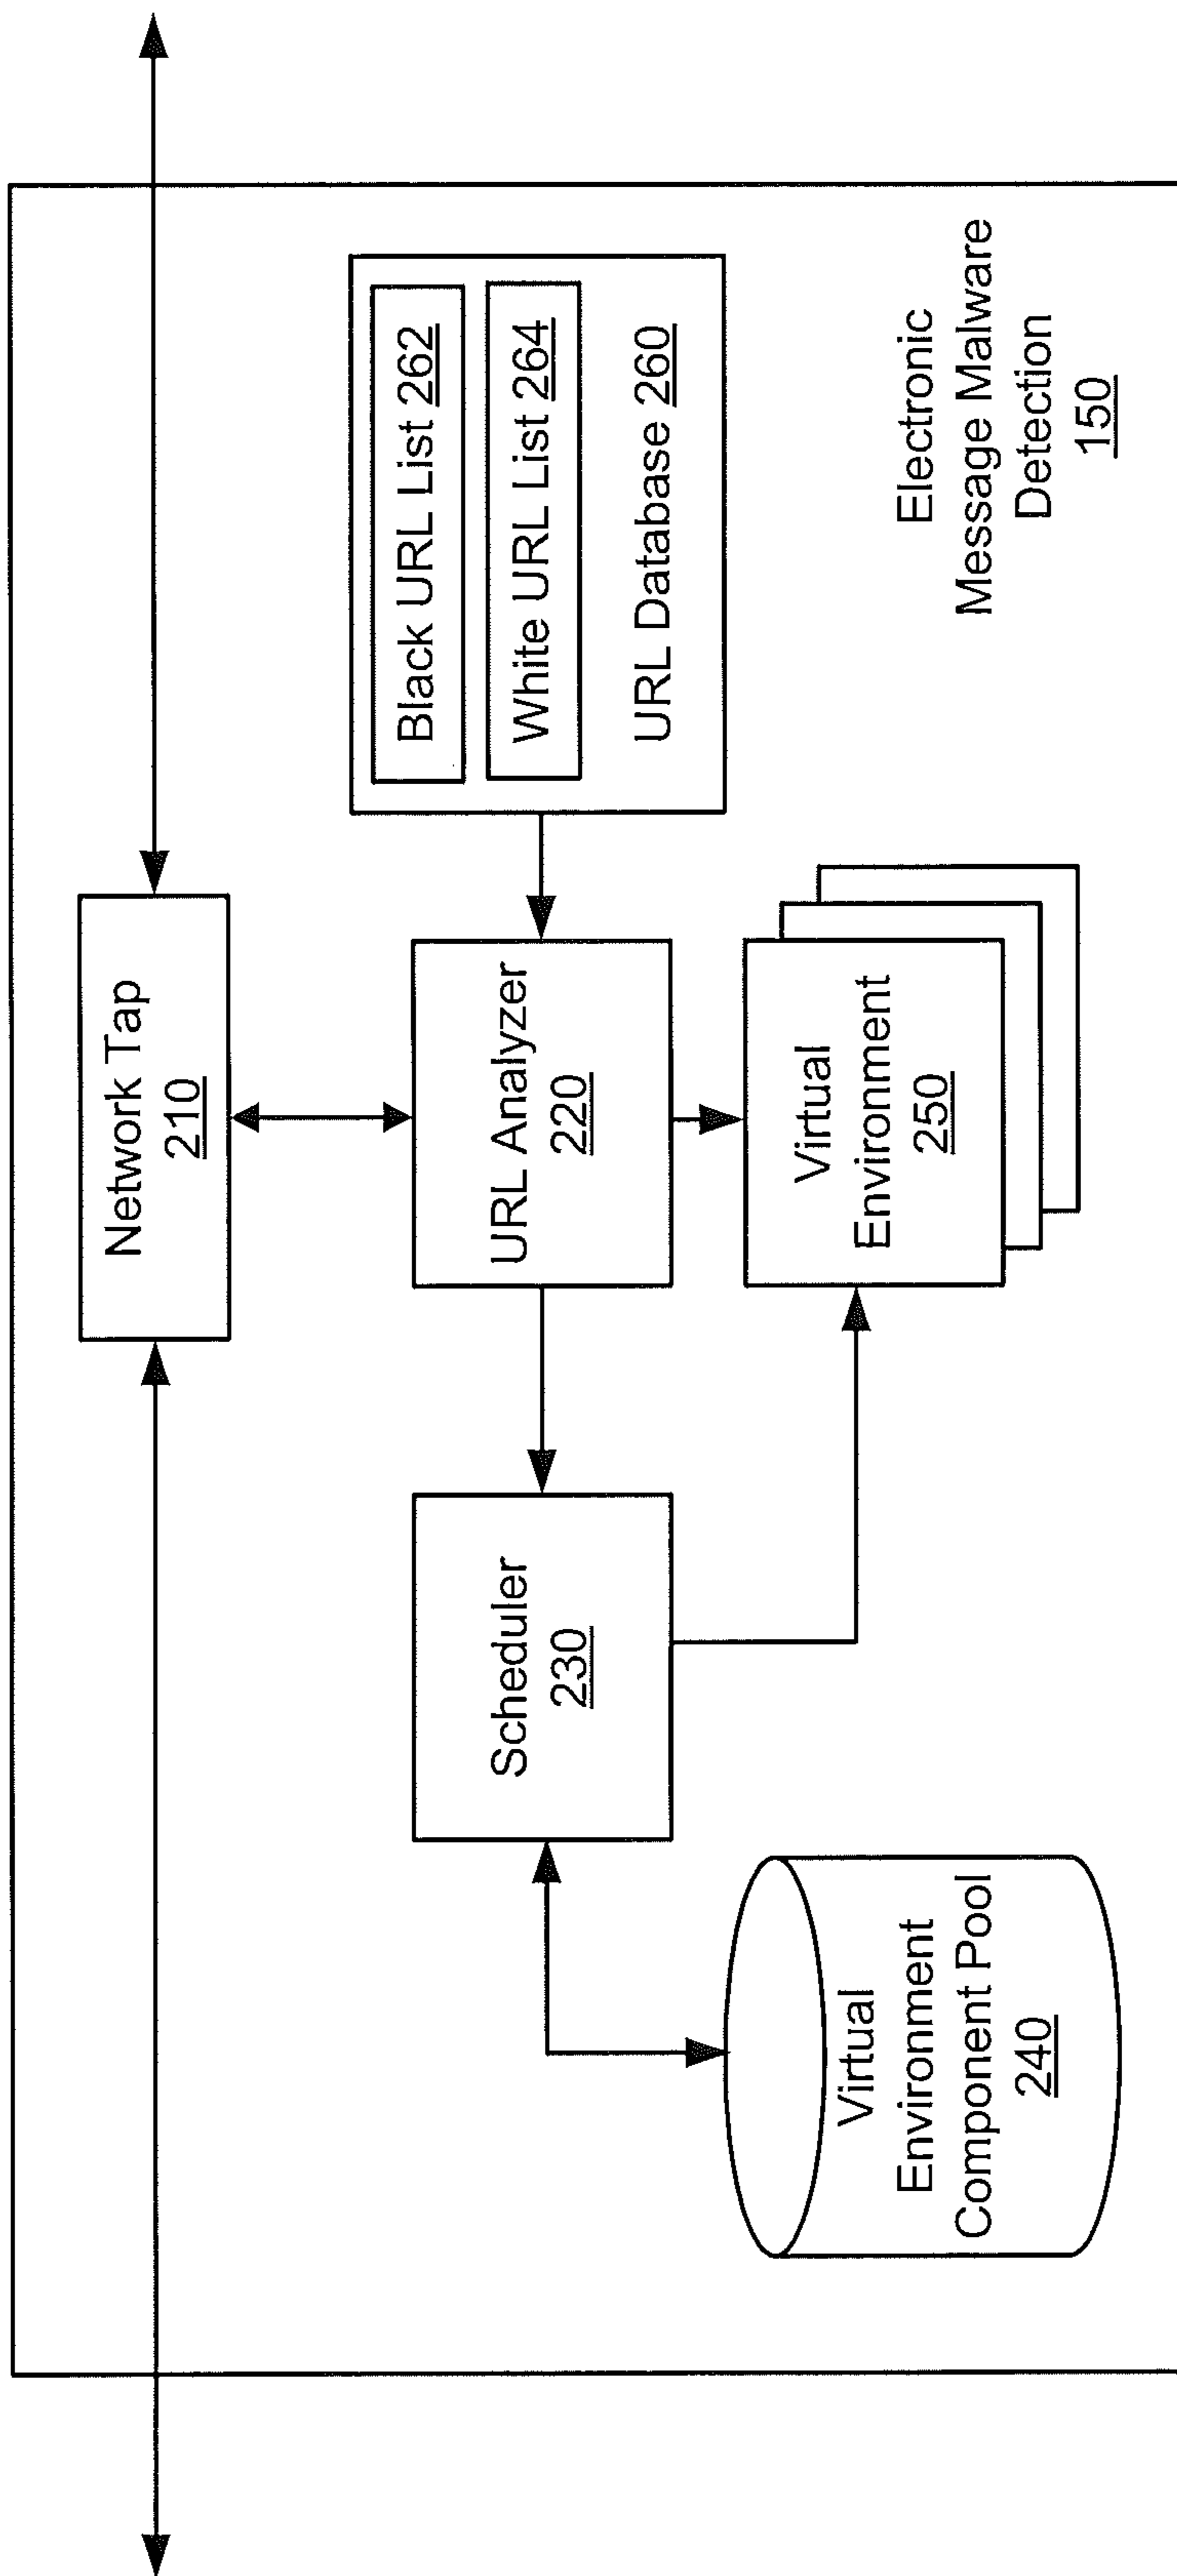 Network Tap
210
Black URL List 262
White URL List 264
URL Database 260
URL Analyzer
220
Scheduler
230
Virtual
Environment
250
Virtual
Environment
Component Pool
240
Electronic
Message Malware
Detection
150